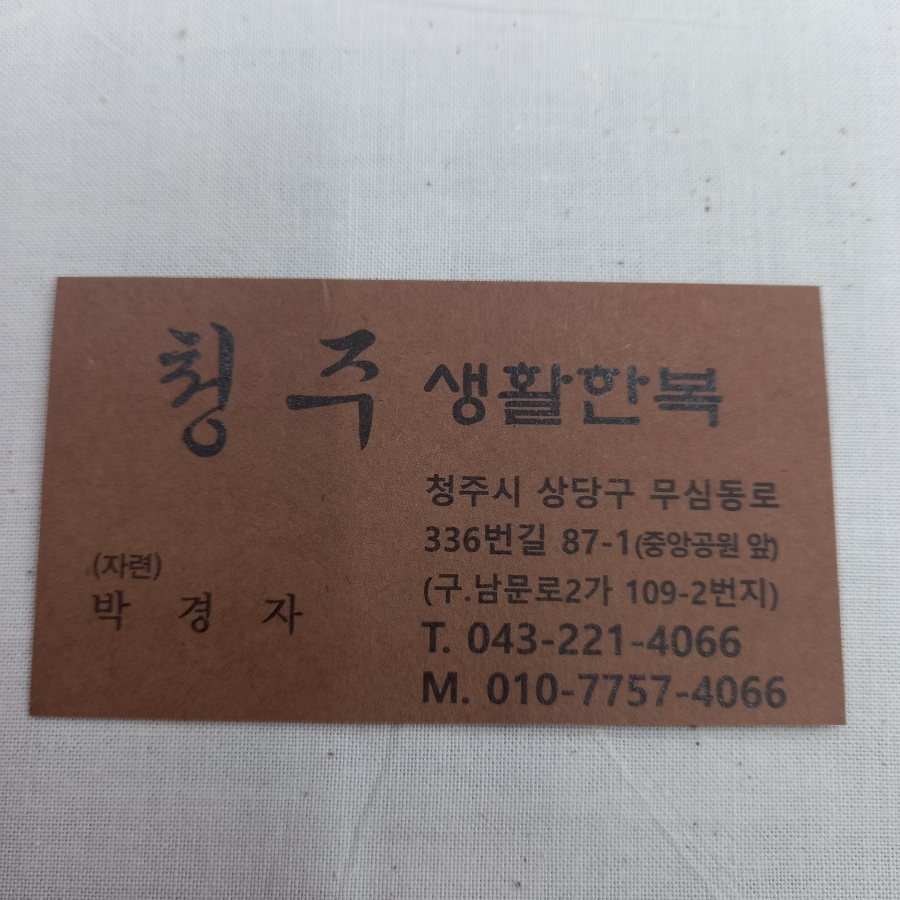 청주 생활한복
청주시 상당구 무심동로
336번길 87-1(중앙공원 앞)
(구.남문로2가 109-2번지)
T. 043-221-4066
M. 010-7757-4066
(자련)
박 경 자